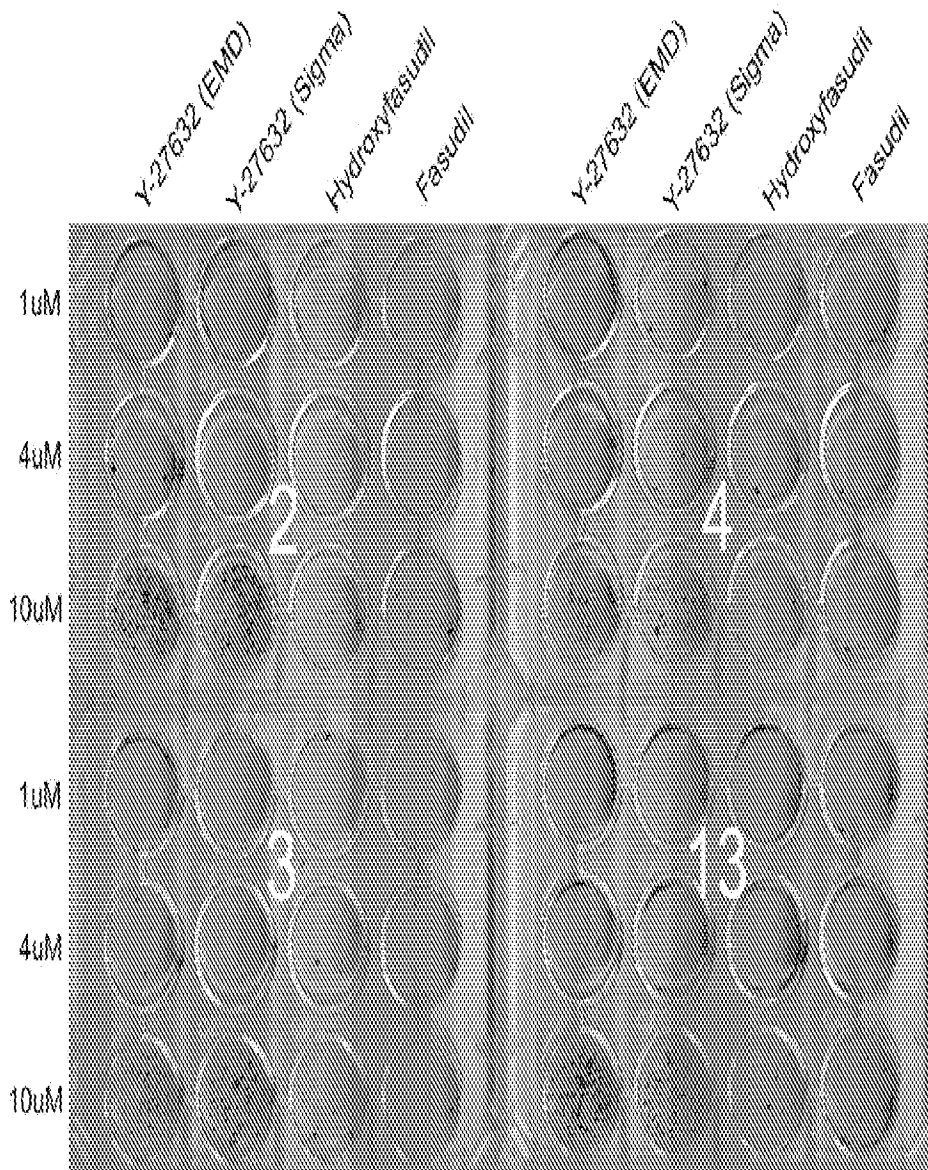 Y-27632 (EMD)
Y-27632 (Sigma)
Hydroxyfasudil
Fasudil
Y-27632 (EMD)
Y-27632 (Sigma)
Hydroxyfasudil
Fasudil
1uM
4uM
2
4
10uM
1uM
3
13
4uM
10uM